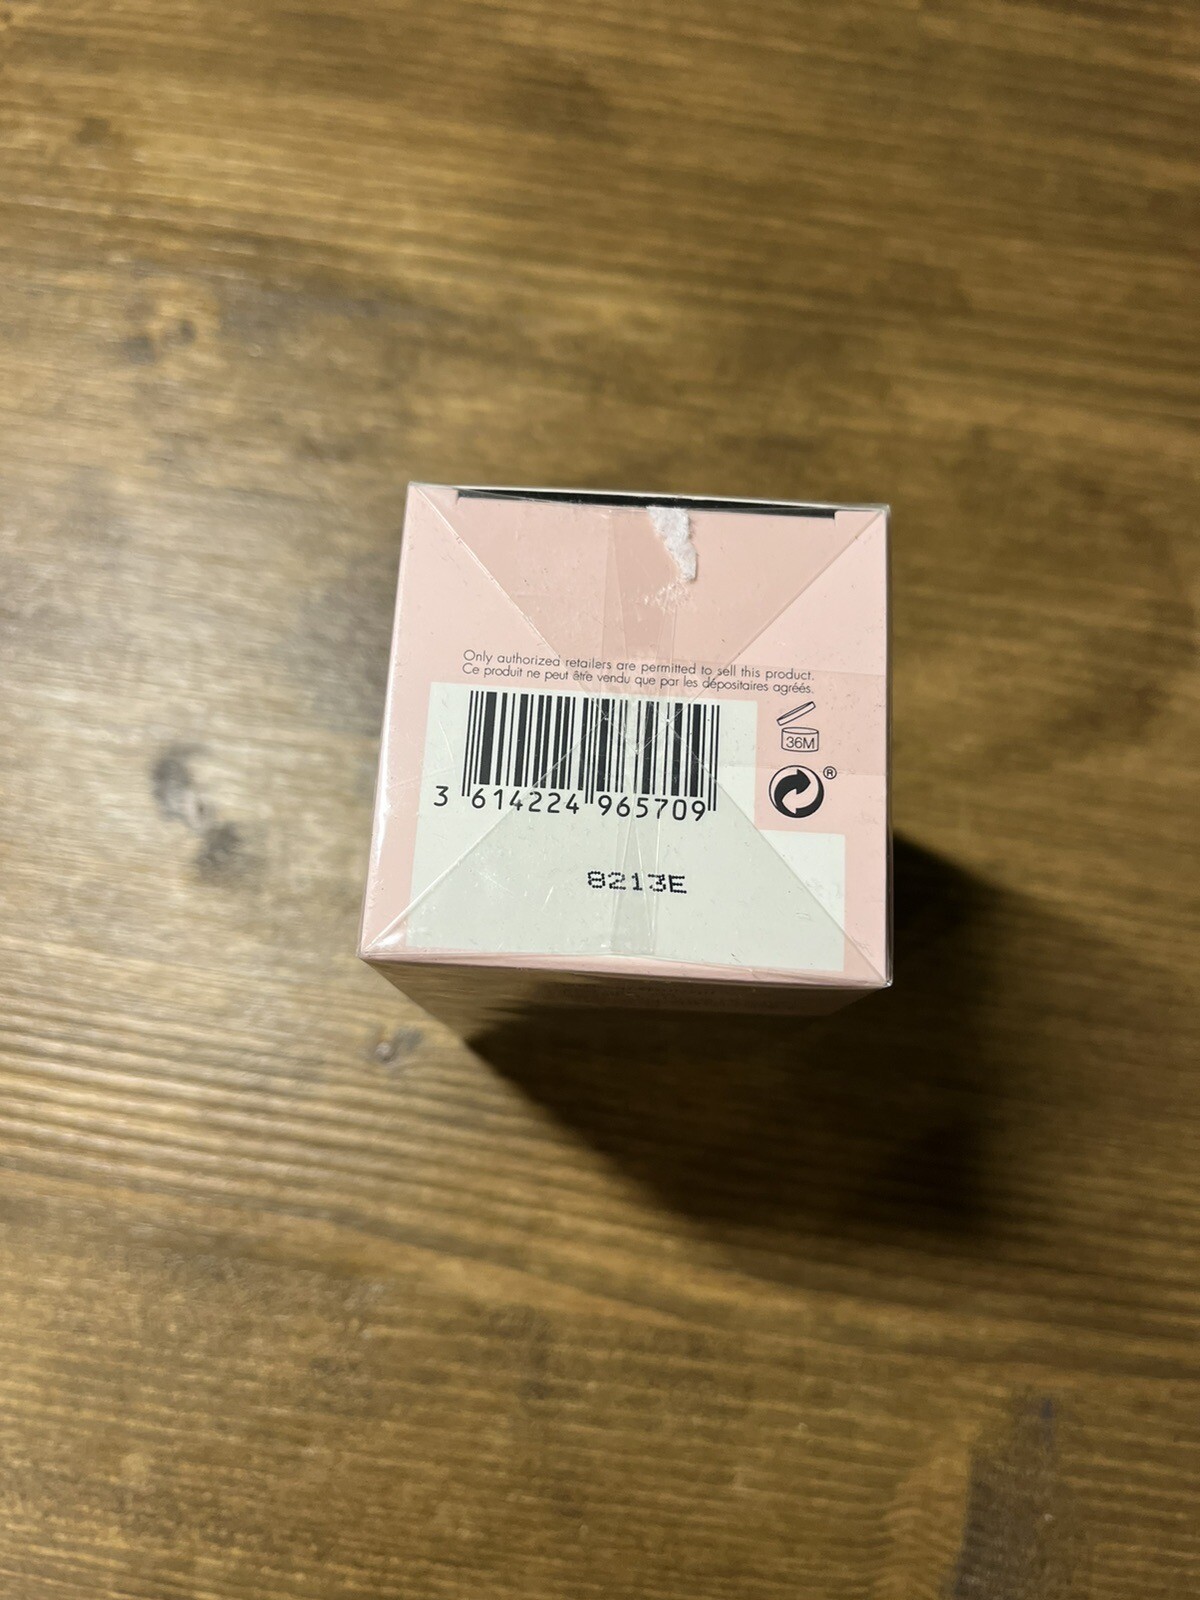 Only authorized retailers are permitted to sell this product.
Ce produit ne peut être vendu que par les dépositaires agréés.
36M
®
3 614224 965709
8213E